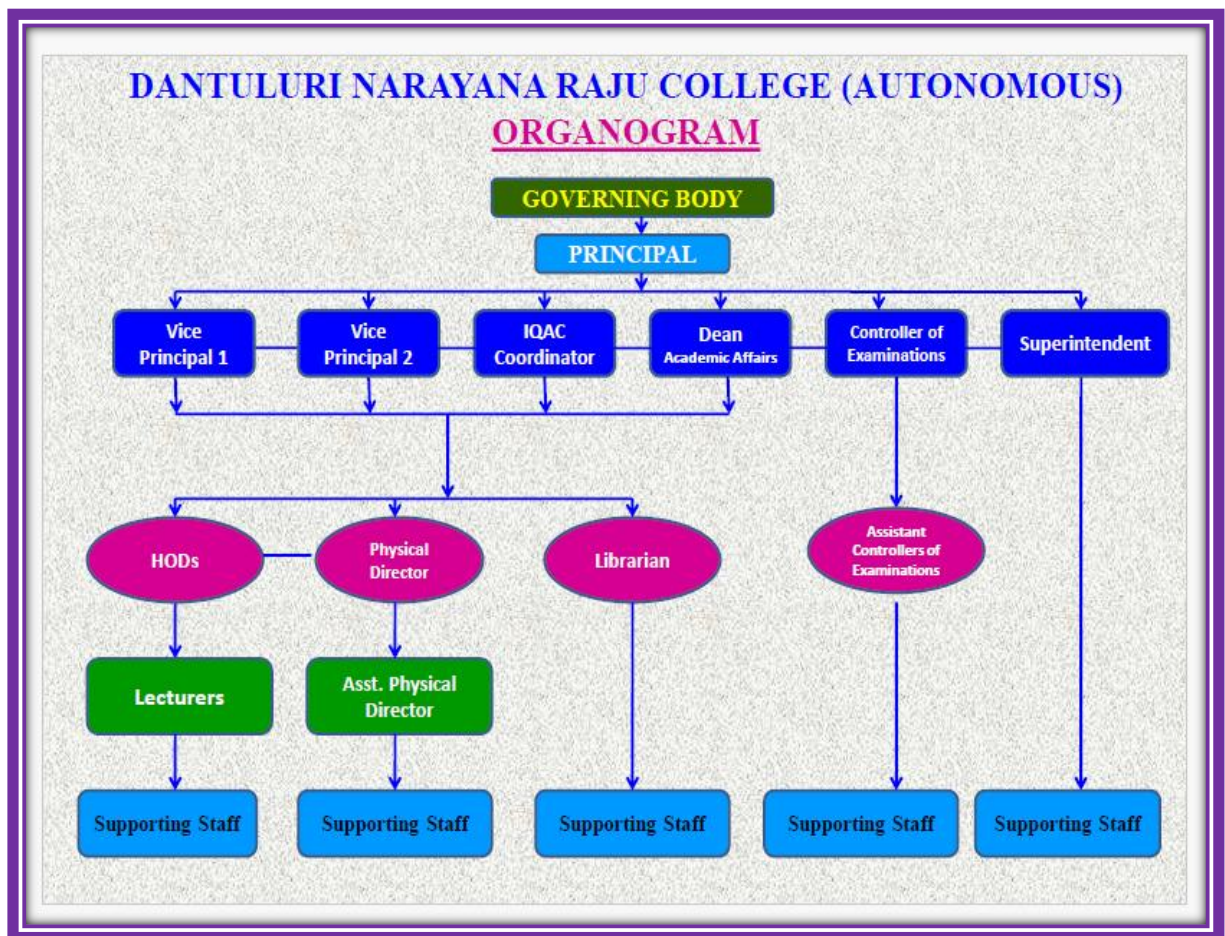 DANTULURI NARAYANA RAJU COLLEGE (AUTONOMOUS)
ORGANOGRAM
GOVERNING BODY
PRINCIPAL
Vice
Principal 1
Vice
Principal 2
IQAC
Coordinator
Dean
Academic Affairs
Controller of
Examinations
Superintendent
HODs
Physical
Director
Librarian
Assistant
Controllers of
Examinations
Lecturers
Asst. Physical
Director
Supporting Staff
Supporting Staff
Supporting Staff
Supporting Staff
Supporting Staff